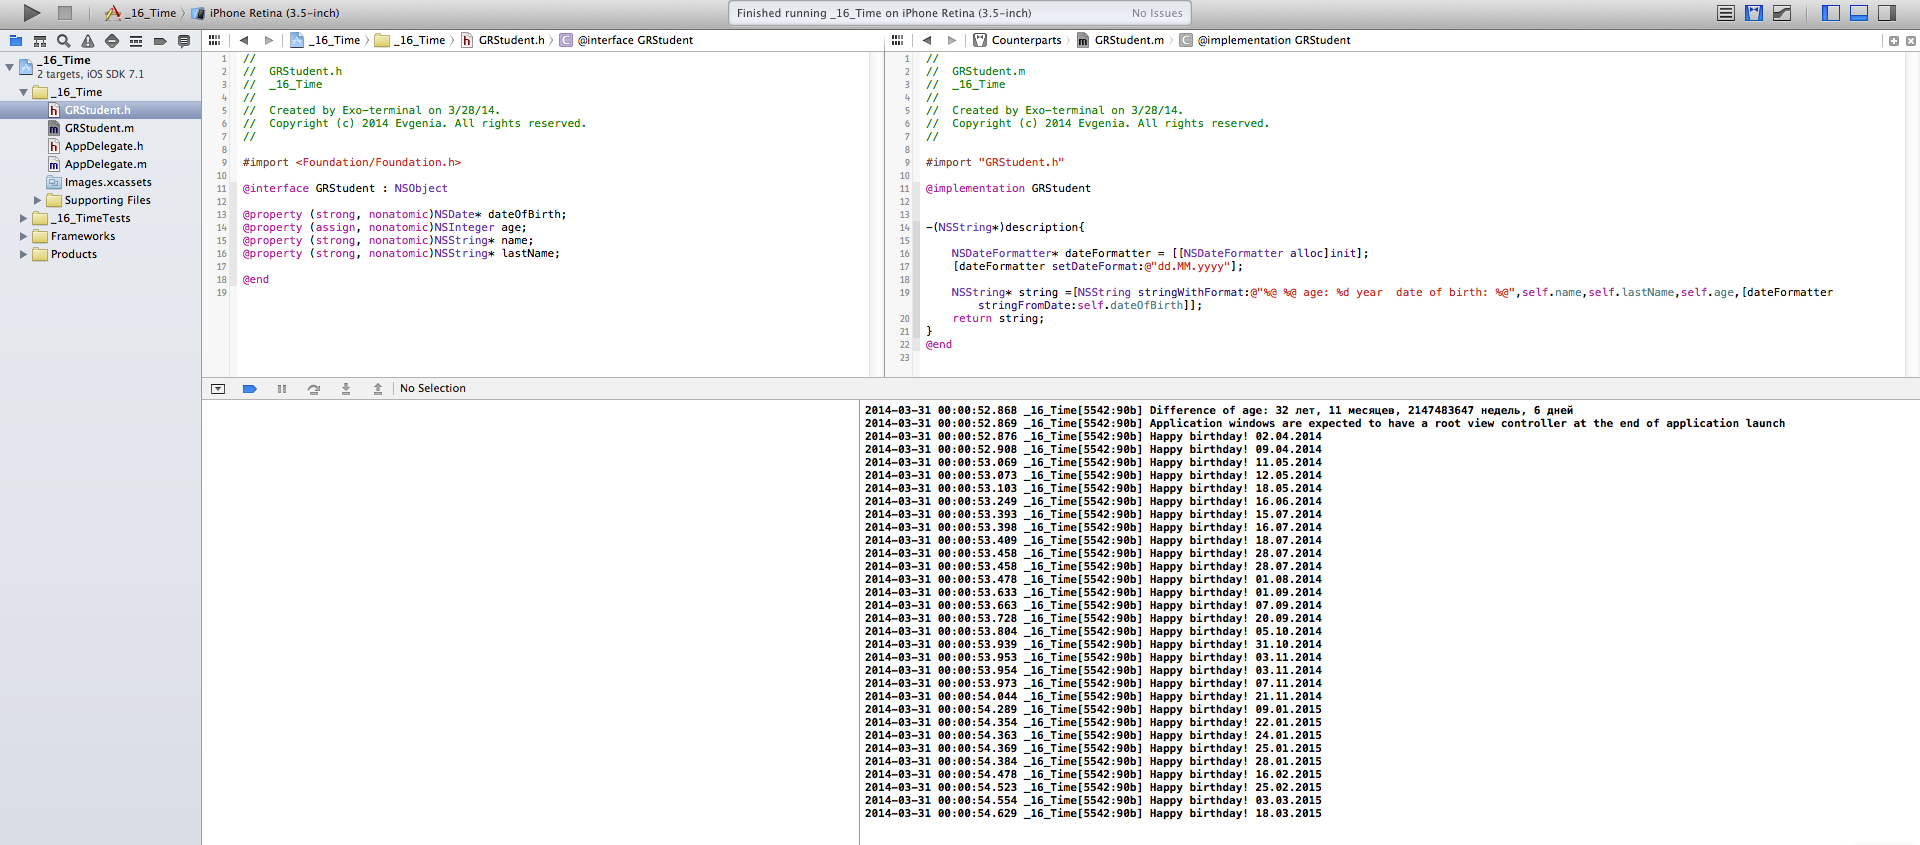 _16_Time iPhone Retina (3.5-inch)
Finished running _16_Time on iPhone Retina (3.5-inch) No Issues
_16_Time _16_Time GRStudent.h @interface GRStudent
Counterparts GRStudent.m @implementation GRStudent
_16_Time
2 targets, iOS SDK 7.1
_16_Time
GRStudent.h
GRStudent.m
AppDelegate.h
AppDelegate.m
Images.xcassets
Supporting Files
_16_TimeTests
Frameworks
Products
1 //
2 //  GRStudent.h
3 //  _16_Time
4 //
5 //  Created by Exo-terminal on 3/28/14.
6 //  Copyright (c) 2014 Evgenia. All rights reserved.
7 //
8
9 #import <Foundation/Foundation.h>
10
11 @interface GRStudent : NSObject
12
13 @property (strong, nonatomic)NSDate* dateOfBirth;
14 @property (assign, nonatomic)NSInteger age;
15 @property (strong, nonatomic)NSString* name;
16 @property (strong, nonatomic)NSString* lastName;
17
18 @end
19
1 //
2 //  GRStudent.m
3 //  _16_Time
4 //
5 //  Created by Exo-terminal on 3/28/14.
6 //  Copyright (c) 2014 Evgenia. All rights reserved.
7 //
8
9 #import "GRStudent.h"
10
11 @implementation GRStudent
12
13
14 -(NSString*)description{
15
16     NSDateFormatter* dateFormatter = [[NSDateFormatter alloc]init];
17     [dateFormatter setDateFormat:@"dd.MM.yyyy"];
18
19     NSString* string =[NSString stringWithFormat:@"%@ %@ age: %d year  date of birth: %@",self.name,self.lastName,self.age,[dateFormatter
stringFromDate:self.dateOfBirth]];
20     return string;
21 }
22 @end
23
No Selection
2014-03-31 00:00:52.868 _16_Time[5542:90b] Difference of age: 32 лет, 11 месяцев, 2147483647 недель, 6 дней
2014-03-31 00:00:52.869 _16_Time[5542:90b] Application windows are expected to have a root view controller at the end of application launch
2014-03-31 00:00:52.876 _16_Time[5542:90b] Happy birthday! 02.04.2014
2014-03-31 00:00:52.908 _16_Time[5542:90b] Happy birthday! 09.04.2014
2014-03-31 00:00:53.069 _16_Time[5542:90b] Happy birthday! 11.05.2014
2014-03-31 00:00:53.073 _16_Time[5542:90b] Happy birthday! 12.05.2014
2014-03-31 00:00:53.103 _16_Time[5542:90b] Happy birthday! 18.05.2014
2014-03-31 00:00:53.249 _16_Time[5542:90b] Happy birthday! 16.06.2014
2014-03-31 00:00:53.393 _16_Time[5542:90b] Happy birthday! 15.07.2014
2014-03-31 00:00:53.398 _16_Time[5542:90b] Happy birthday! 16.07.2014
2014-03-31 00:00:53.409 _16_Time[5542:90b] Happy birthday! 18.07.2014
2014-03-31 00:00:53.458 _16_Time[5542:90b] Happy birthday! 28.07.2014
2014-03-31 00:00:53.458 _16_Time[5542:90b] Happy birthday! 28.07.2014
2014-03-31 00:00:53.478 _16_Time[5542:90b] Happy birthday! 01.08.2014
2014-03-31 00:00:53.633 _16_Time[5542:90b] Happy birthday! 01.09.2014
2014-03-31 00:00:53.663 _16_Time[5542:90b] Happy birthday! 07.09.2014
2014-03-31 00:00:53.728 _16_Time[5542:90b] Happy birthday! 20.09.2014
2014-03-31 00:00:53.804 _16_Time[5542:90b] Happy birthday! 05.10.2014
2014-03-31 00:00:53.939 _16_Time[5542:90b] Happy birthday! 31.10.2014
2014-03-31 00:00:53.953 _16_Time[5542:90b] Happy birthday! 03.11.2014
2014-03-31 00:00:53.954 _16_Time[5542:90b] Happy birthday! 03.11.2014
2014-03-31 00:00:53.973 _16_Time[5542:90b] Happy birthday! 07.11.2014
2014-03-31 00:00:54.044 _16_Time[5542:90b] Happy birthday! 21.11.2014
2014-03-31 00:00:54.289 _16_Time[5542:90b] Happy birthday! 09.01.2015
2014-03-31 00:00:54.354 _16_Time[5542:90b] Happy birthday! 22.01.2015
2014-03-31 00:00:54.363 _16_Time[5542:90b] Happy birthday! 24.01.2015
2014-03-31 00:00:54.369 _16_Time[5542:90b] Happy birthday! 25.01.2015
2014-03-31 00:00:54.384 _16_Time[5542:90b] Happy birthday! 28.01.2015
2014-03-31 00:00:54.478 _16_Time[5542:90b] Happy birthday! 16.02.2015
2014-03-31 00:00:54.523 _16_Time[5542:90b] Happy birthday! 25.02.2015
2014-03-31 00:00:54.554 _16_Time[5542:90b] Happy birthday! 03.03.2015
2014-03-31 00:00:54.629 _16_Time[5542:90b] Happy birthday! 18.03.2015